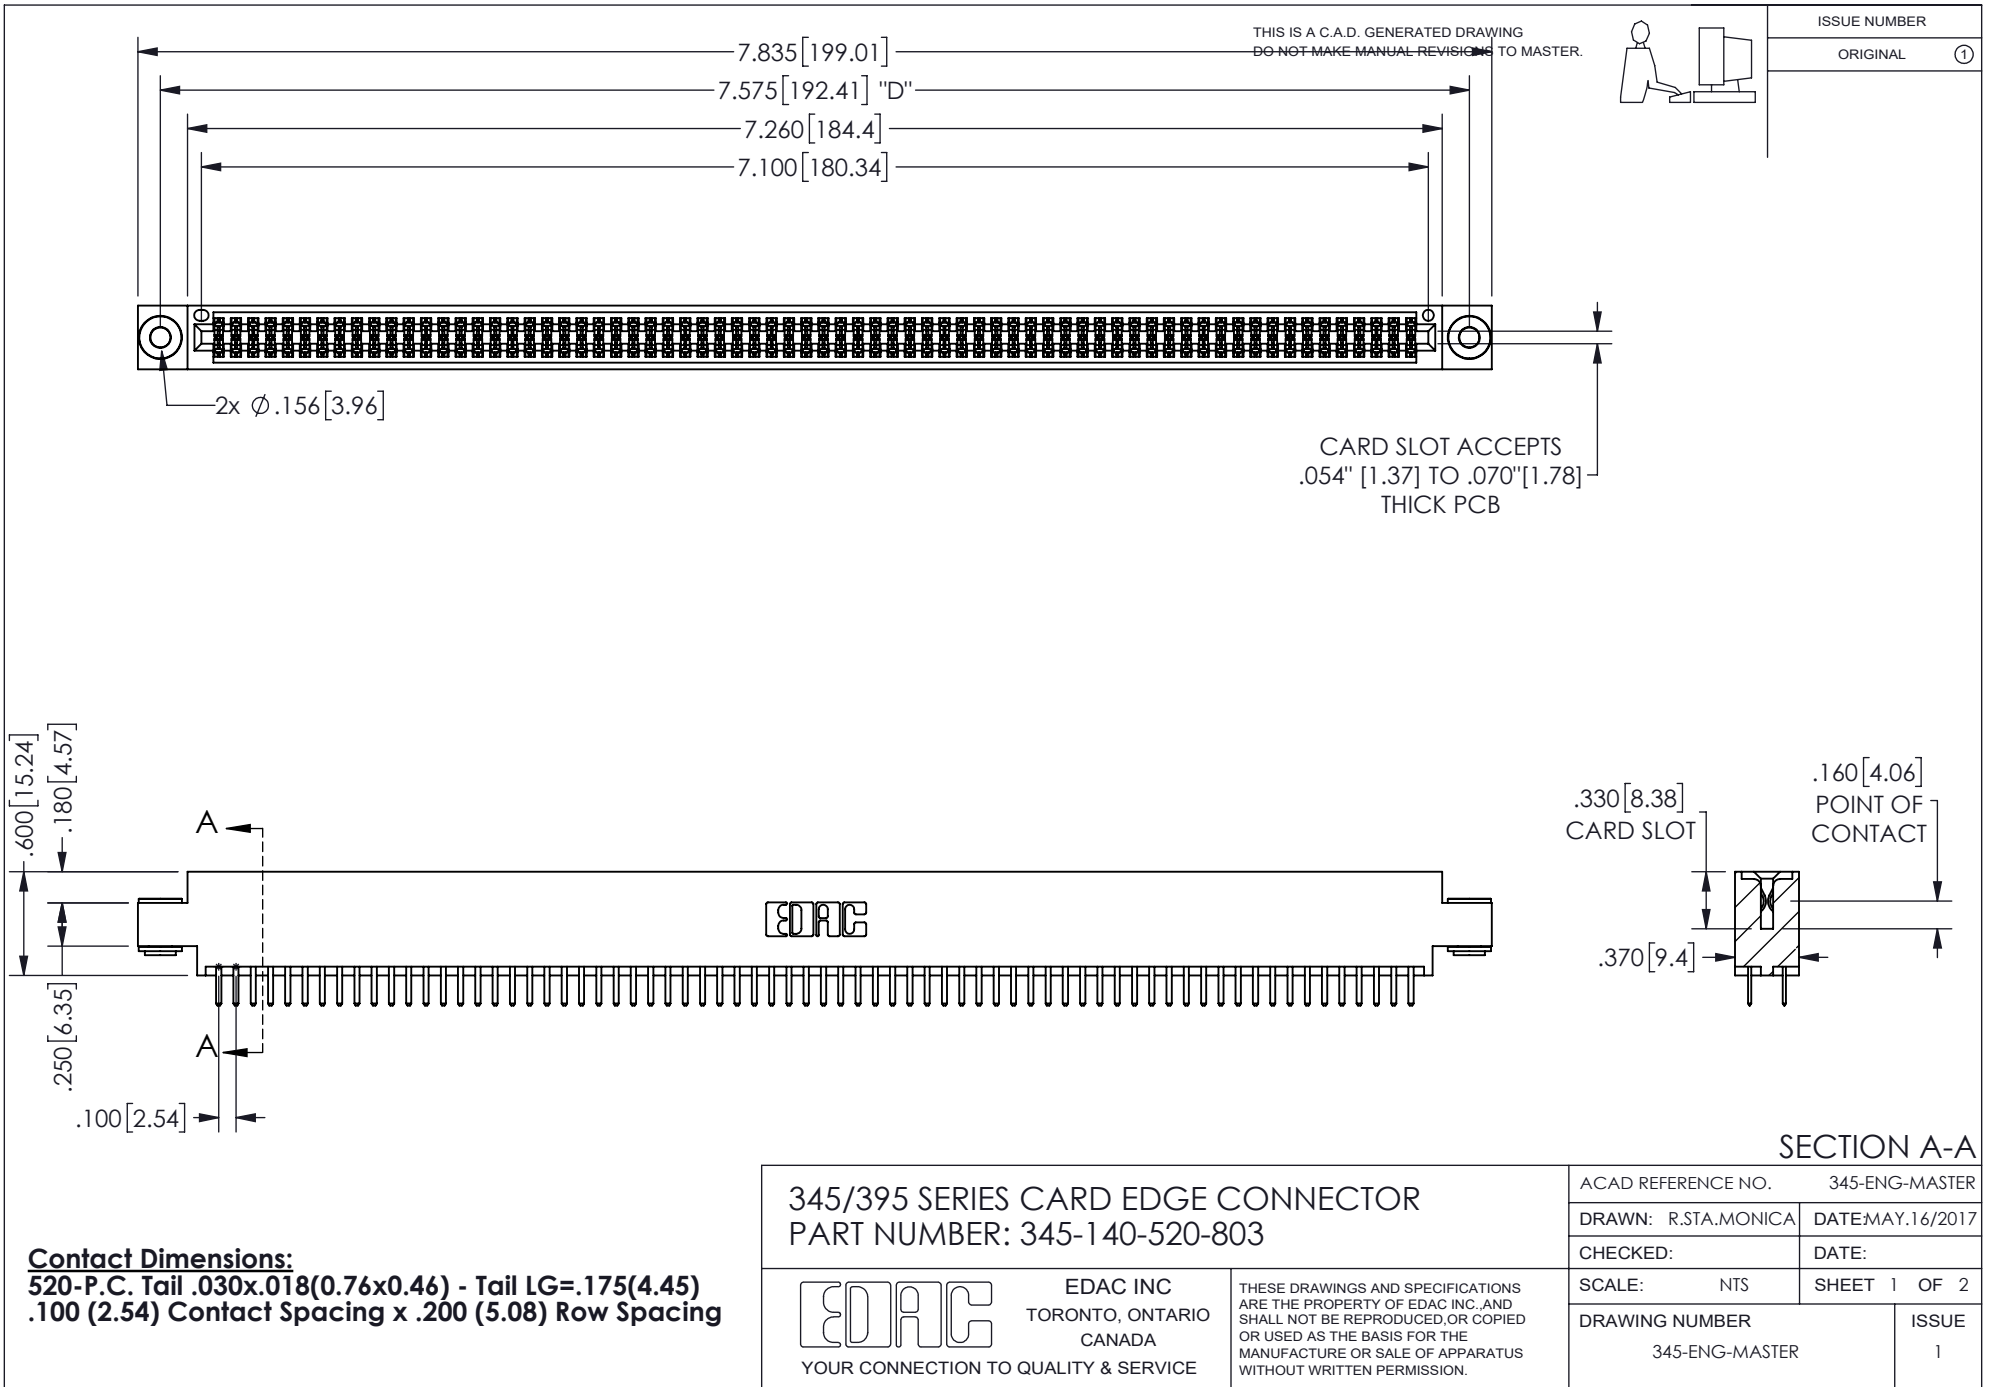 THIS IS A C.A.D. GENERATED DRAWING
DO NOT MAKE MANUAL REVISIONS TO MASTER.
ISSUE NUMBER
ORIGINAL 1
7.835[199.01]
7.575[192.41] "D"
7.260[184.4]
7.100[180.34]
2x Ø.156[3.96]
CARD SLOT ACCEPTS
.054" [1.37] TO .070"[1.78]
THICK PCB
.600[15.24]
.180[4.57]
.250[6.35]
.100[2.54]
A
A
EDAC
.330[8.38]
CARD SLOT
.160[4.06]
POINT OF
CONTACT
.370[9.4]
SECTION A-A
Contact Dimensions:
520-P.C. Tail .030x.018(0.76x0.46) - Tail LG=.175(4.45)
.100 (2.54) Contact Spacing x .200 (5.08) Row Spacing
345/395 SERIES CARD EDGE CONNECTOR
PART NUMBER: 345-140-520-803
EDAC
EDAC INC
TORONTO, ONTARIO
CANADA
YOUR CONNECTION TO QUALITY & SERVICE
THESE DRAWINGS AND SPECIFICATIONS
ARE THE PROPERTY OF EDAC INC.,AND
SHALL NOT BE REPRODUCED,OR COPIED
OR USED AS THE BASIS FOR THE
MANUFACTURE OR SALE OF APPARATUS
WITHOUT WRITTEN PERMISSION.
ACAD REFERENCE NO. 345-ENG-MASTER
DRAWN: R.STA.MONICA DATE:MAY.16/2017
CHECKED: DATE:
SCALE: NTS SHEET 1 OF 2
DRAWING NUMBER ISSUE
345-ENG-MASTER 1